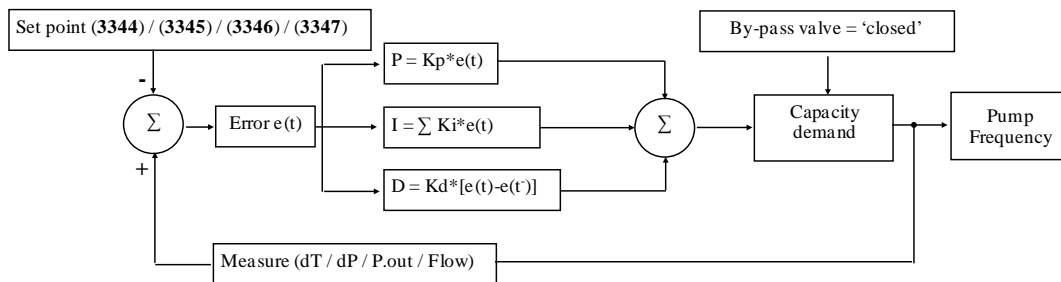 Set point (3344) / (3345) / (3346) / (3347)
By-pass valve = ‘closed’
-
P = Kp*e(t)
∑
Error e(t)
I = ∑ Ki*e(t)
∑
Capacity
demand
Pump
Frequency
+
D = Kd*[e(t)-e(t-)]
Measure (dT / dP / P.out / Flow)